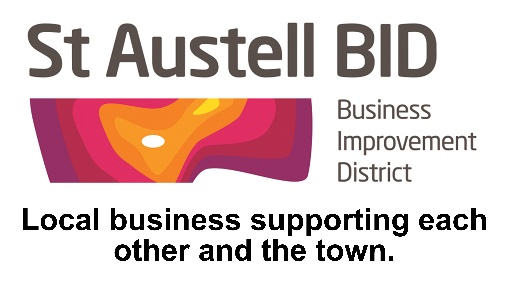 St Austell BID
Business
Improvement
District
Local business supporting each
other and the town.